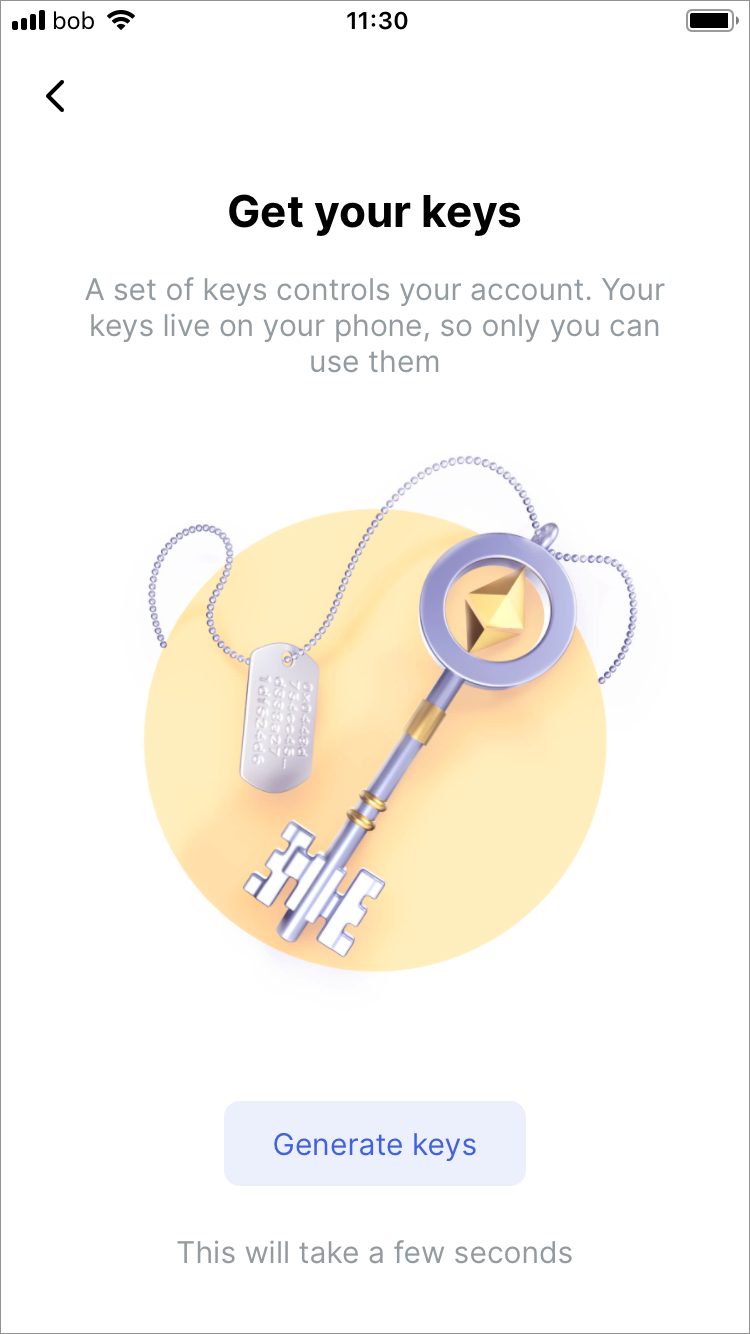 bob
11:30
Get your keys
A set of keys controls your account. Your
keys live on your phone, so only you can
use them
Generate keys
This will take a few seconds